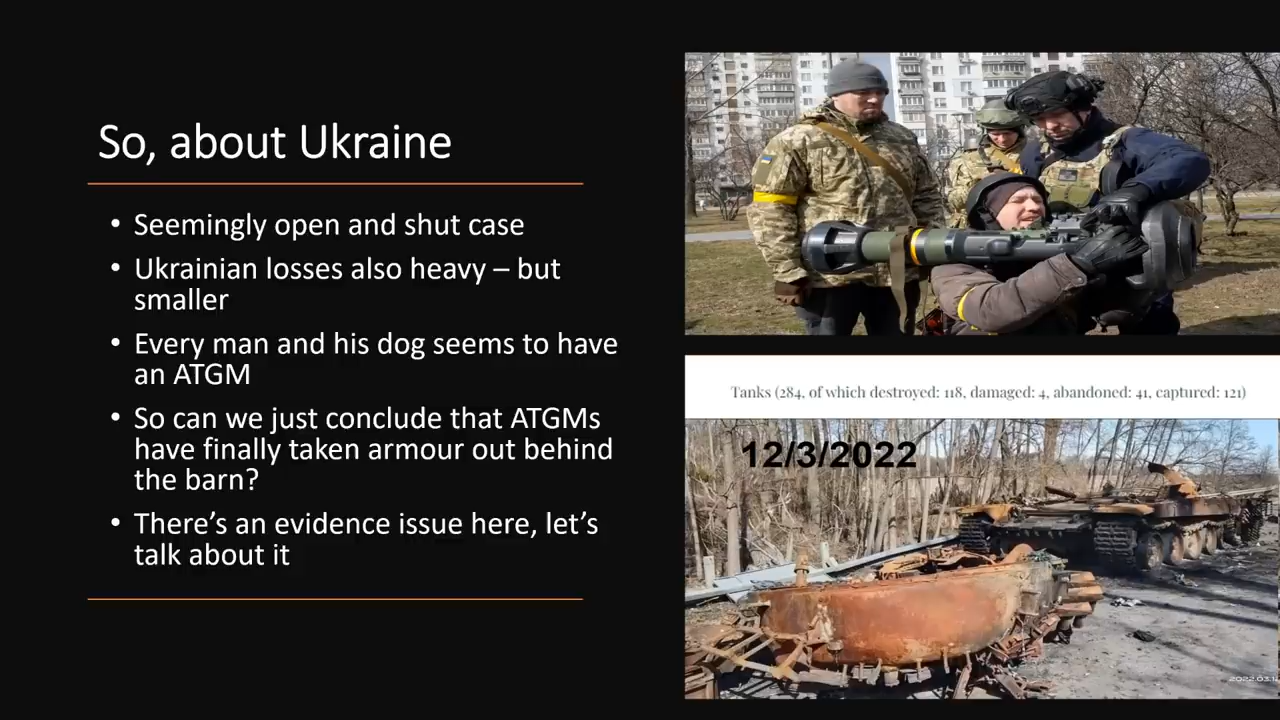 So, about Ukraine
• Seemingly open and shut case
• Ukrainian losses also heavy – but
smaller
• Every man and his dog seems to have
an ATGM
• So can we just conclude that ATGMs
have finally taken armour out behind
the barn?
• There's an evidence issue here, let's
talk about it
Tanks (284, of which destroyed: 118, damaged: 4, abandoned: 41, captured: 121)
12/3/2022